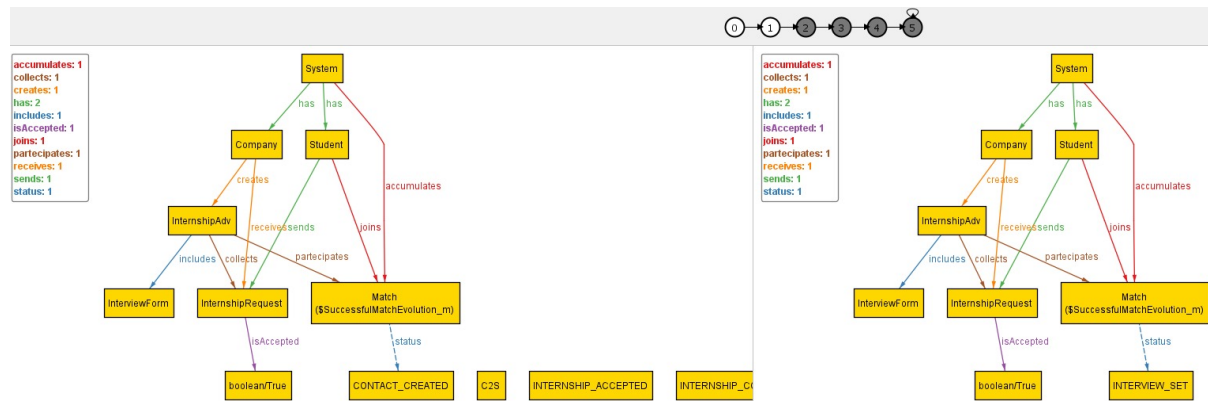 0 1 2 3 4 5
accumulates: 1
collects: 1
creates: 1
has: 2
includes: 1
isAccepted: 1
joins: 1
partecipates: 1
receives: 1
sends: 1
status: 1
System
has has
Company Student
creates
accumulates
InternshipAdv
receives sends joins
includes collects partecipates
InterviewForm InternshipRequest Match
($SuccessfulMatchEvolution_m)
isAccepted status
boolean/True CONTACT_CREATED C2S INTERNSHIP_ACCEPTED INTERNSHIP_CO
accumulates: 1
collects: 1
creates: 1
has: 2
includes: 1
isAccepted: 1
joins: 1
partecipates: 1
receives: 1
sends: 1
status: 1
System
has has
Company Student
creates
accumulates
InternshipAdv
receives sends joins
includes collects partecipates
InterviewForm InternshipRequest Match
($SuccessfulMatchEvolution_m)
isAccepted status
boolean/True INTERVIEW_SET